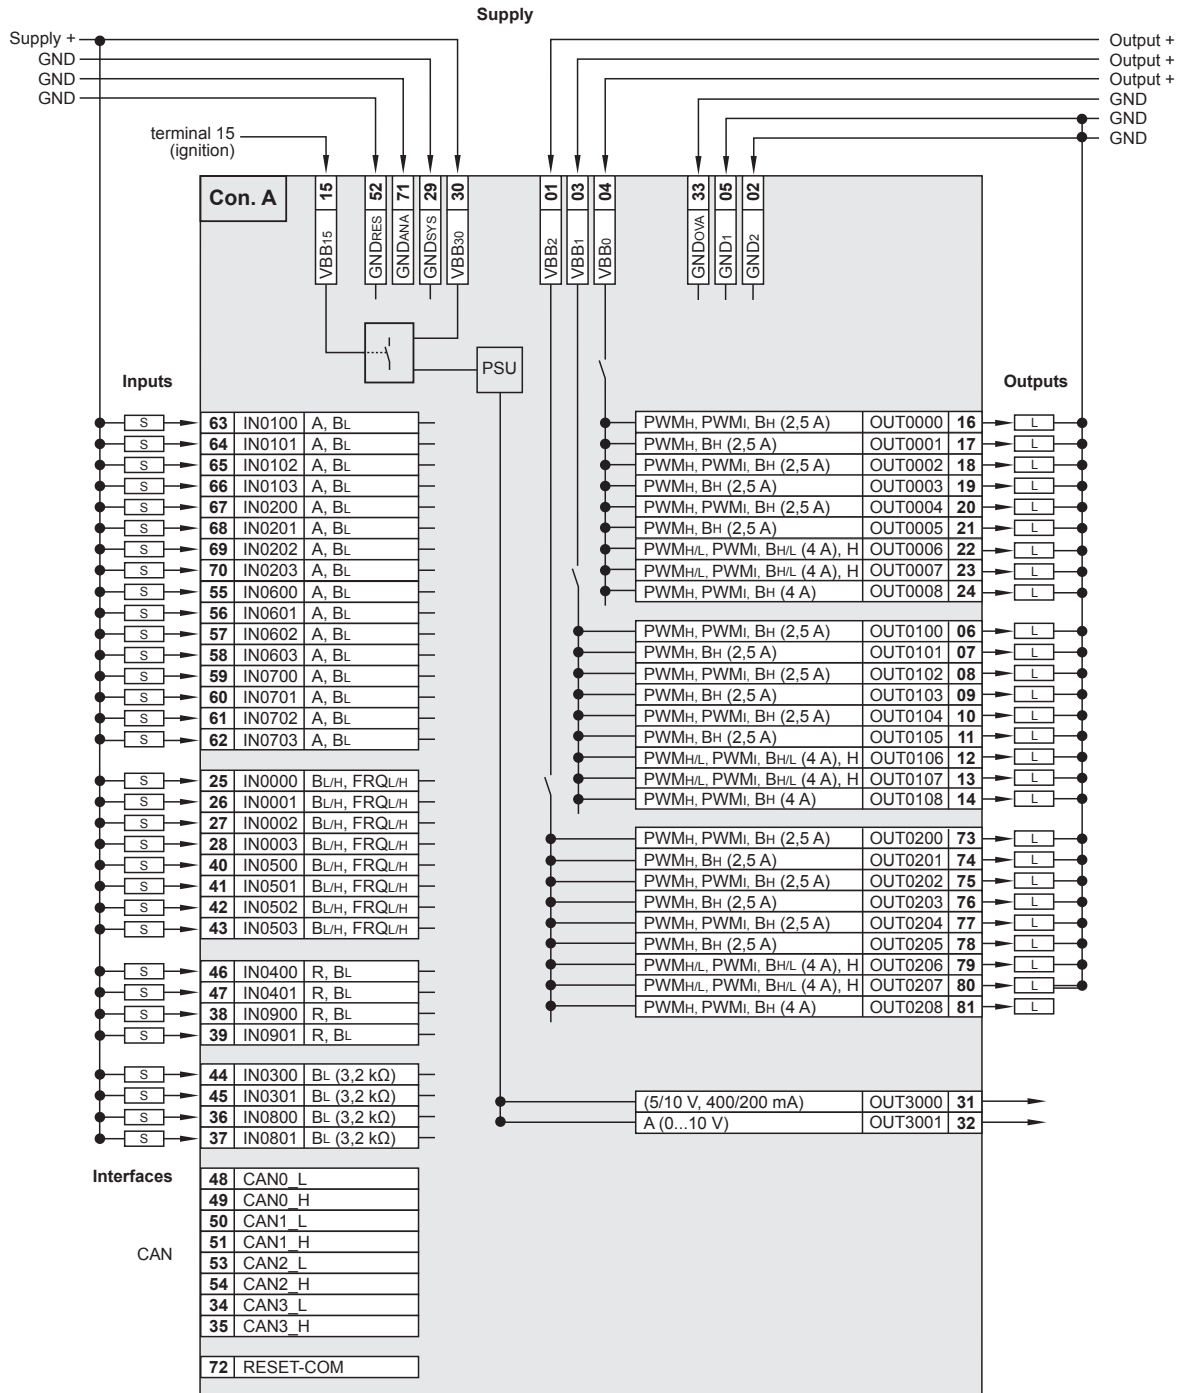 Supply
Supply +
GND
GND
GND
terminal 15
(ignition)
Output +
Output +
Output +
GND
GND
GND
Con. A
15 VBB15
52 GNDRES
71 GNDANA
29 GNDSYS
30 VBB30
01 VBB2
03 VBB1
04 VBB0
33 GNDOVA
05 GND1
02 GND2
PSU
Inputs
S 63 IN0100 A, BL
S 64 IN0101 A, BL
S 65 IN0102 A, BL
S 66 IN0103 A, BL
S 67 IN0200 A, BL
S 68 IN0201 A, BL
S 69 IN0202 A, BL
S 70 IN0203 A, BL
S 55 IN0600 A, BL
S 56 IN0601 A, BL
S 57 IN0602 A, BL
S 58 IN0603 A, BL
S 59 IN0700 A, BL
S 60 IN0701 A, BL
S 61 IN0702 A, BL
S 62 IN0703 A, BL
S 25 IN0000 BL/H, FRQL/H
S 26 IN0001 BL/H, FRQL/H
S 27 IN0002 BL/H, FRQL/H
S 28 IN0003 BL/H, FRQL/H
S 40 IN0500 BL/H, FRQL/H
S 41 IN0501 BL/H, FRQL/H
S 42 IN0502 BL/H, FRQL/H
S 43 IN0503 BL/H, FRQL/H
S 46 IN0400 R, BL
S 47 IN0401 R, BL
S 38 IN0900 R, BL
S 39 IN0901 R, BL
S 44 IN0300 BL (3,2 kΩ)
S 45 IN0301 BL (3,2 kΩ)
S 36 IN0800 BL (3,2 kΩ)
S 37 IN0801 BL (3,2 kΩ)
Interfaces
CAN
48 CAN0_L
49 CAN0_H
50 CAN1_L
51 CAN1_H
53 CAN2_L
54 CAN2_H
34 CAN3_L
35 CAN3_H
72 RESET-COM
Outputs
PWMH, PWMI, BH (2,5 A) OUT0000 16 L
PWMH, BH (2,5 A) OUT0001 17 L
PWMH, PWMI, BH (2,5 A) OUT0002 18 L
PWMH, BH (2,5 A) OUT0003 19 L
PWMH, PWMI, BH (2,5 A) OUT0004 20 L
PWMH, BH (2,5 A) OUT0005 21 L
PWMH/L, PWMI, BH/L (4 A), H OUT0006 22 L
PWMH/L, PWMI, BH/L (4 A), H OUT0007 23 L
PWMH, PWMI, BH (4 A) OUT0008 24 L
PWMH, PWMI, BH (2,5 A) OUT0100 06 L
PWMH, BH (2,5 A) OUT0101 07 L
PWMH, PWMI, BH (2,5 A) OUT0102 08 L
PWMH, BH (2,5 A) OUT0103 09 L
PWMH, PWMI, BH (2,5 A) OUT0104 10 L
PWMH, BH (2,5 A) OUT0105 11 L
PWMH/L, PWMI, BH/L (4 A), H OUT0106 12 L
PWMH/L, PWMI, BH/L (4 A), H OUT0107 13 L
PWMH, PWMI, BH (4 A) OUT0108 14 L
PWMH, PWMI, BH (2,5 A) OUT0200 73 L
PWMH, BH (2,5 A) OUT0201 74 L
PWMH, PWMI, BH (2,5 A) OUT0202 75 L
PWMH, BH (2,5 A) OUT0203 76 L
PWMH, PWMI, BH (2,5 A) OUT0204 77 L
PWMH, BH (2,5 A) OUT0205 78 L
PWMH/L, PWMI, BH/L (4 A), H OUT0206 79 L
PWMH/L, PWMI, BH/L (4 A), H OUT0207 80 L
PWMH, PWMI, BH (4 A) OUT0208 81 L
(5/10 V, 400/200 mA) OUT3000 31
A (0...10 V) OUT3001 32